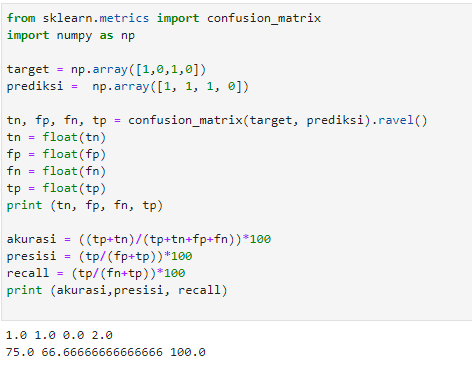 from sklearn.metrics import confusion_matrix
import numpy as np
target = np.array([1,0,1,0])
prediksi =  np.array([1, 1, 1, 0])
tn, fp, fn, tp = confusion_matrix(target, prediksi).ravel()
tn = float(tn)
fp = float(fp)
fn = float(fn)
tp = float(tp)
print (tn, fp, fn, tp)
akurasi = ((tp+tn)/(tp+tn+fp+fn))*100
presisi = (tp/(fp+tp))*100
recall = (tp/(fn+tp))*100
print (akurasi,presisi, recall)
1.0 1.0 0.0 2.0
75.0 66.66666666666666 100.0